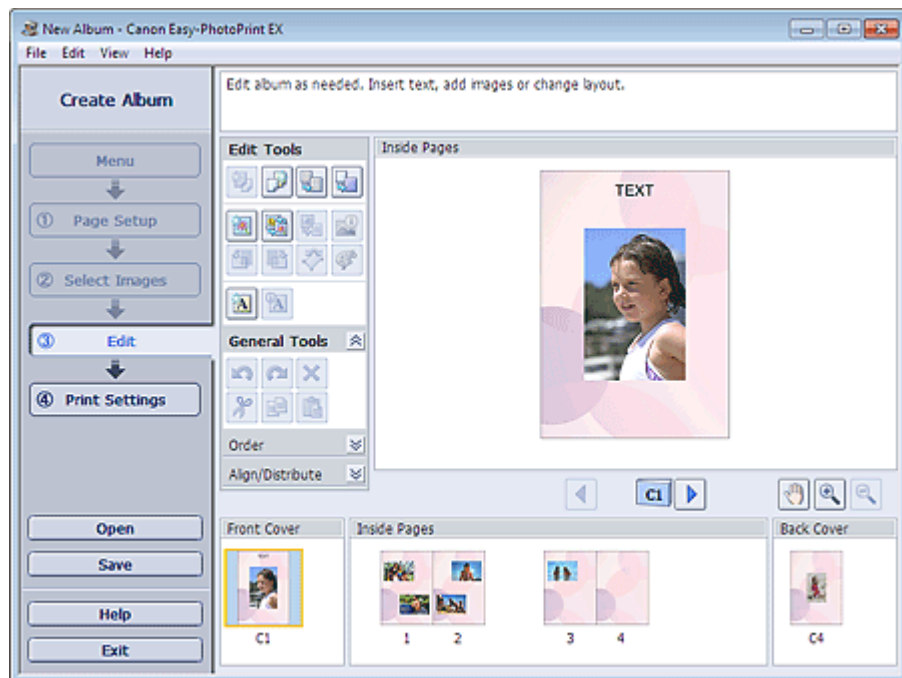 New Album - Canon Easy-PhotoPrint EX
File Edit View Help
Create Album
Edit album as needed. Insert text, add images or change layout.
Menu
① Page Setup
② Select Images
③ Edit
④ Print Settings
Open
Save
Help
Exit
Edit Tools
A A
General Tools
Order
Align/Distribute
Inside Pages
TEXT
C1
Front Cover
C1
Inside Pages
1 2 3 4
Back Cover
C4